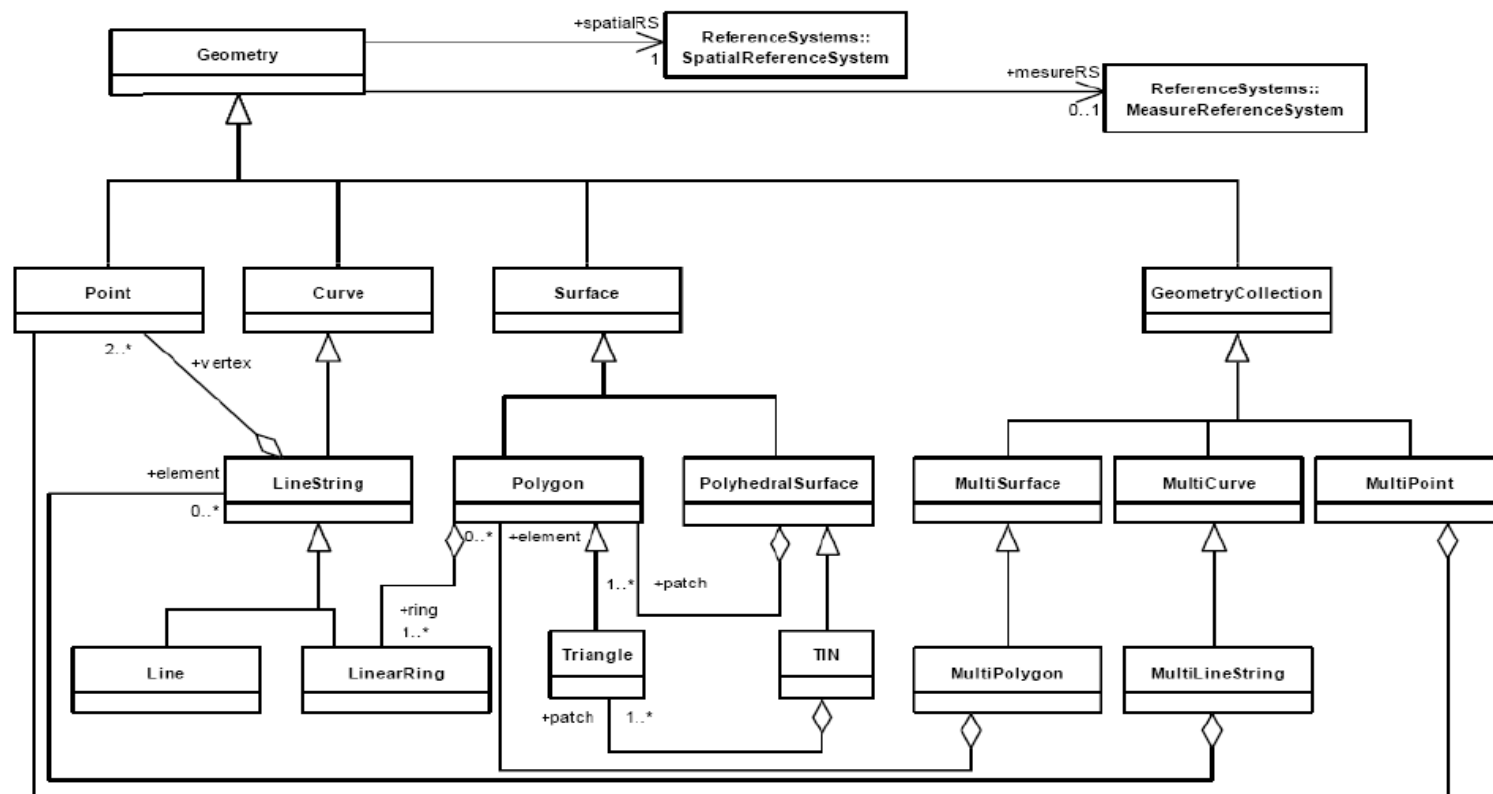 +spatialRS
1
ReferenceSystems::
SpatialReferenceSystem
Geometry
+mesureRS
0..1
ReferenceSystems::
MeasureReferenceSystem
Point
Curve
Surface
GeometryCollection
2..*
+vertex
+element
0..*
LineString
Polygon
PolyhedralSurface
MultiSurface
MultiCurve
MultiPoint
0..*
+element
1..*
+patch
+ring
1..*
Line
LinearRing
Triangle
TIN
MultiPolygon
MultiLineString
+patch
1..*